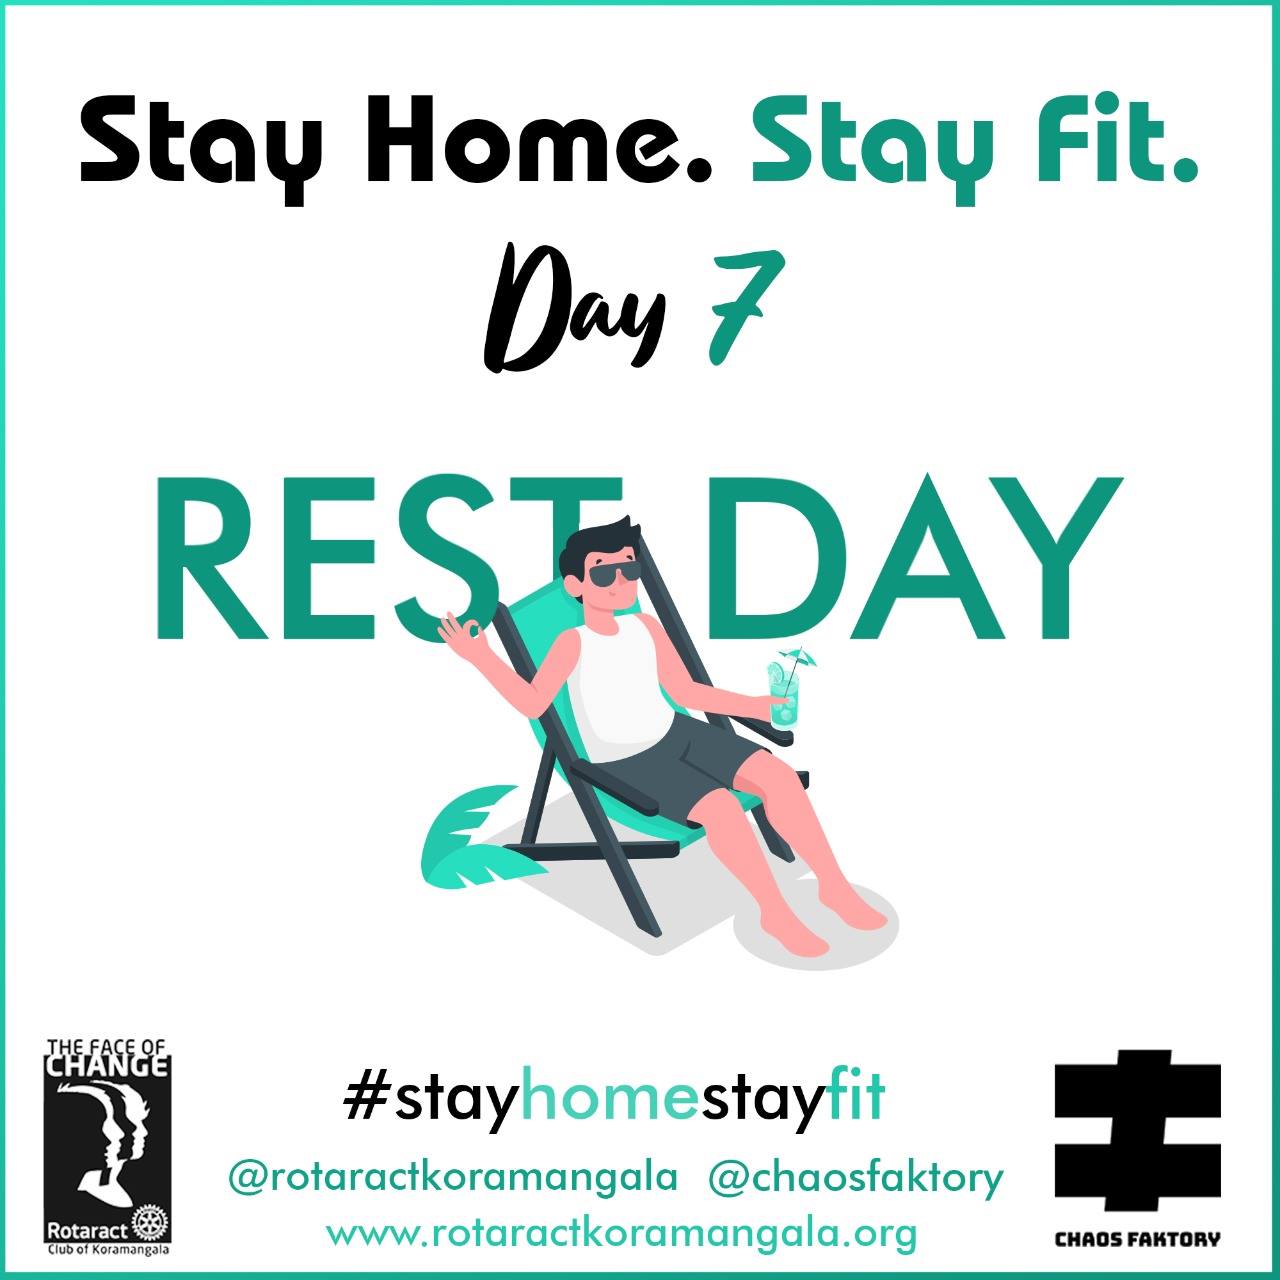 Stay Home. Stay Fit.
Day 7
REST DAY
THE FACE OF
CHANGE
Rotaract
Club of Koramangala
#stayhomestayfit
@rotaractkoramangala @chaosfaktory
www.rotaractkoramangala.org
CHAOS FAKTORY